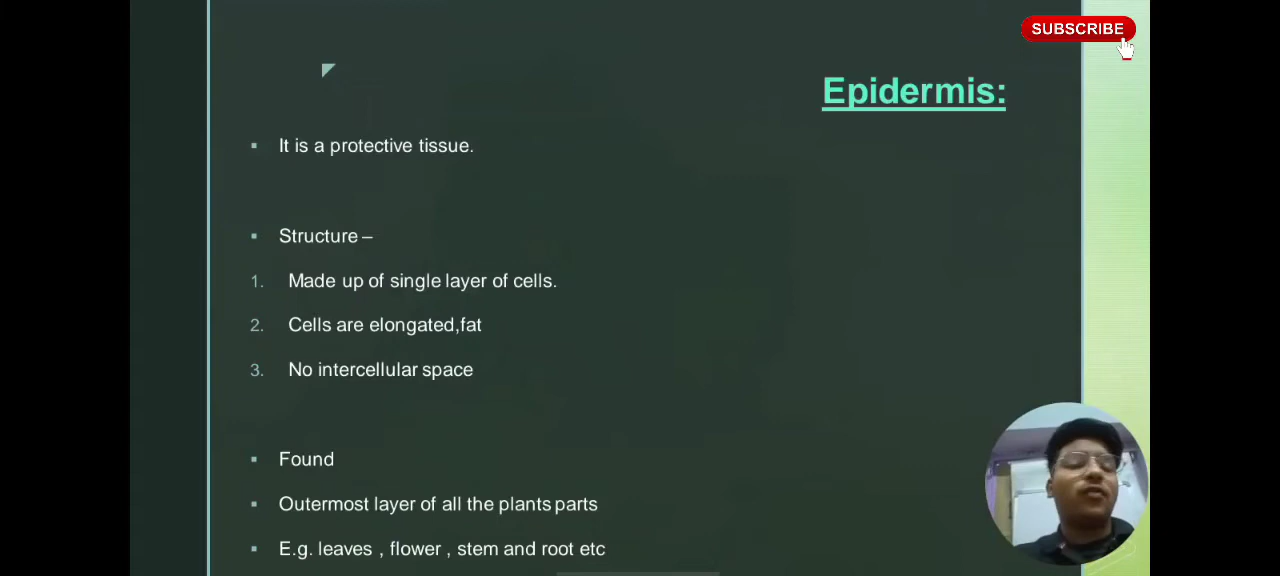 SUBSCRIBE
Epidermis:
▪ It is a protective tissue.
▪ Structure –
1. Made up of single layer of cells.
2. Cells are elongated,fat
3. No intercellular space
▪ Found
▪ Outermost layer of all the plants parts
▪ E.g. leaves , flower , stem and root etc